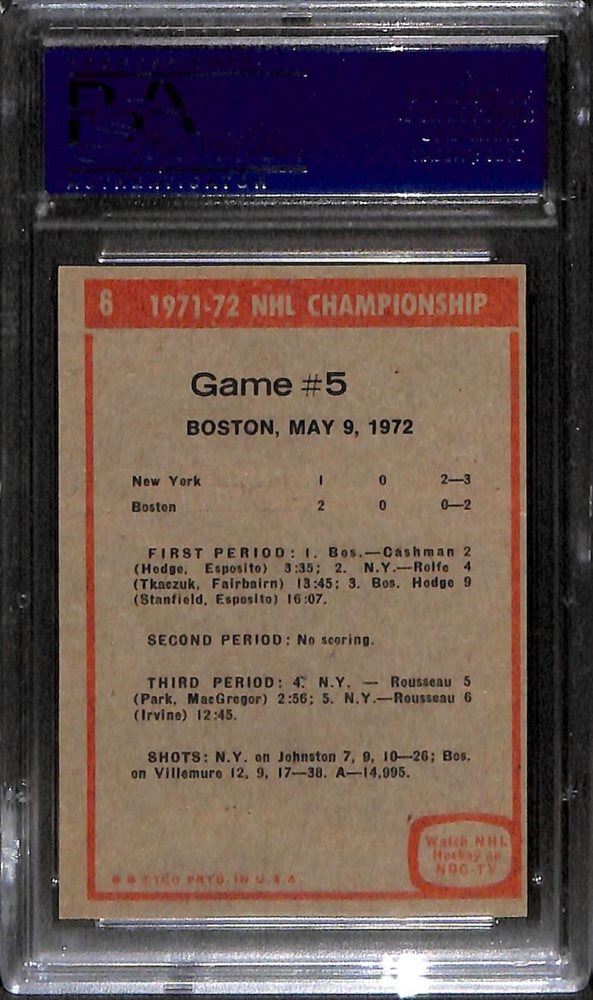 PSA
AUTHENTICATOR
6 1971-72 NHL CHAMPIONSHIP
Game #5
BOSTON, MAY 9, 1972
New York 1 0 2—3
Boston 2 0 0—2
FIRST PERIOD: 1. Bos.—Cashman 2
(Hodge, Esposito) 3:35; 2. N.Y.—Rolfe 4
(Tkaczuk, Fairbairn) 13:45; 3. Bos. Hodge 9
(Stanfield, Esposito) 16:07.
SECOND PERIOD: No scoring.
THIRD PERIOD: 4. N.Y. — Rousseau 5
(Park, MacGregor) 2:56; 5. N.Y.—Rousseau 6
(Irvine) 12:45.
SHOTS: N.Y. on Johnston 7, 9, 10—26; Bos.
on Villemure 12, 9, 17—38. A—14,995.
Watch NHL
Hockey on
NBC-TV
PRTD. IN U.S.A.